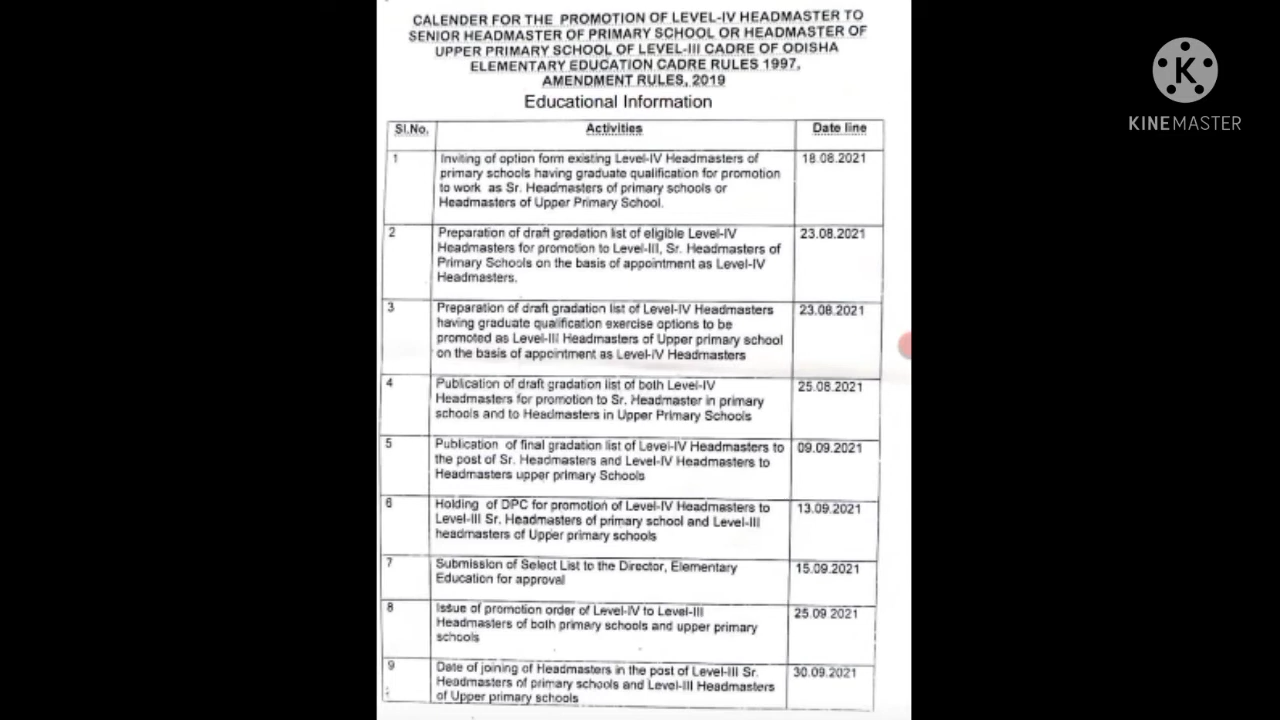 CALENDER FOR THE PROMOTION OF LEVEL-IV HEADMASTER TO
SENIOR HEADMASTER OF PRIMARY SCHOOL OR HEADMASTER OF
UPPER PRIMARY SCHOOL OF LEVEL-III CADRE OF ODISHA
ELEMENTARY EDUCATION CADRE RULES 1997,
AMENDMENT RULES, 2019
Educational Information
Sl.No. Activities Date line
1 Inviting of option form existing Level-IV Headmasters of 18.08.2021
primary schools having graduate qualification for promotion
to work as Sr. Headmasters of primary schools or
Headmasters of Upper Primary School.
2 Preparation of draft gradation list of eligible Level-IV 23.08.2021
Headmasters for promotion to Level-III, Sr. Headmasters of
Primary Schools on the basis of appointment as Level-IV
Headmasters.
3 Preparation of draft gradation list of Level-IV Headmasters 23.08.2021
having graduate qualification exercise options to be
promoted as Level-III Headmasters of Upper primary school
on the basis of appointment as Level-IV Headmasters
4 Publication of draft gradation list of both Level-IV 25.08.2021
Headmasters for promotion to Sr. Headmaster in primary
schools and to Headmasters in Upper Primary Schools
5 Publication of final gradation list of Level-IV Headmasters to 09.09.2021
the post of Sr. Headmasters and Level-IV Headmasters to
Headmasters upper primary Schools
6 Holding of DPC for promotion of Level-IV Headmasters to 13.09.2021
Level-III Sr. Headmasters of primary school and Level-III
headmasters of Upper primary schools
7 Submission of Select List to the Director, Elementary 15.09.2021
Education for approval
8 Issue of promotion order of Level-IV to Level-III 25.09.2021
Headmasters of both primary schools and upper primary
schools
9 Date of joining of Headmasters in the post of Level-III Sr. 30.09.2021
Headmasters of primary schools and Level-III Headmasters
of Upper primary schools
K
KINEMASTER